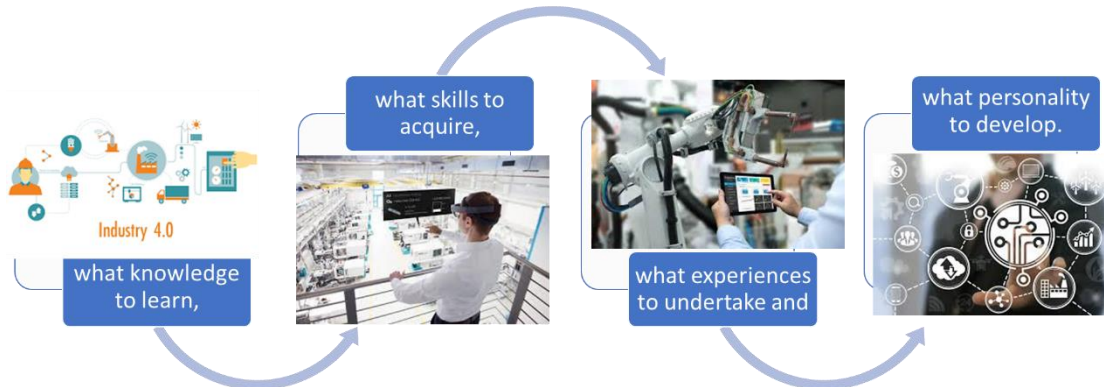 Industry 4.0
what knowledge
to learn,
what skills to
acquire,
what experiences
to undertake and
what personality
to develop.